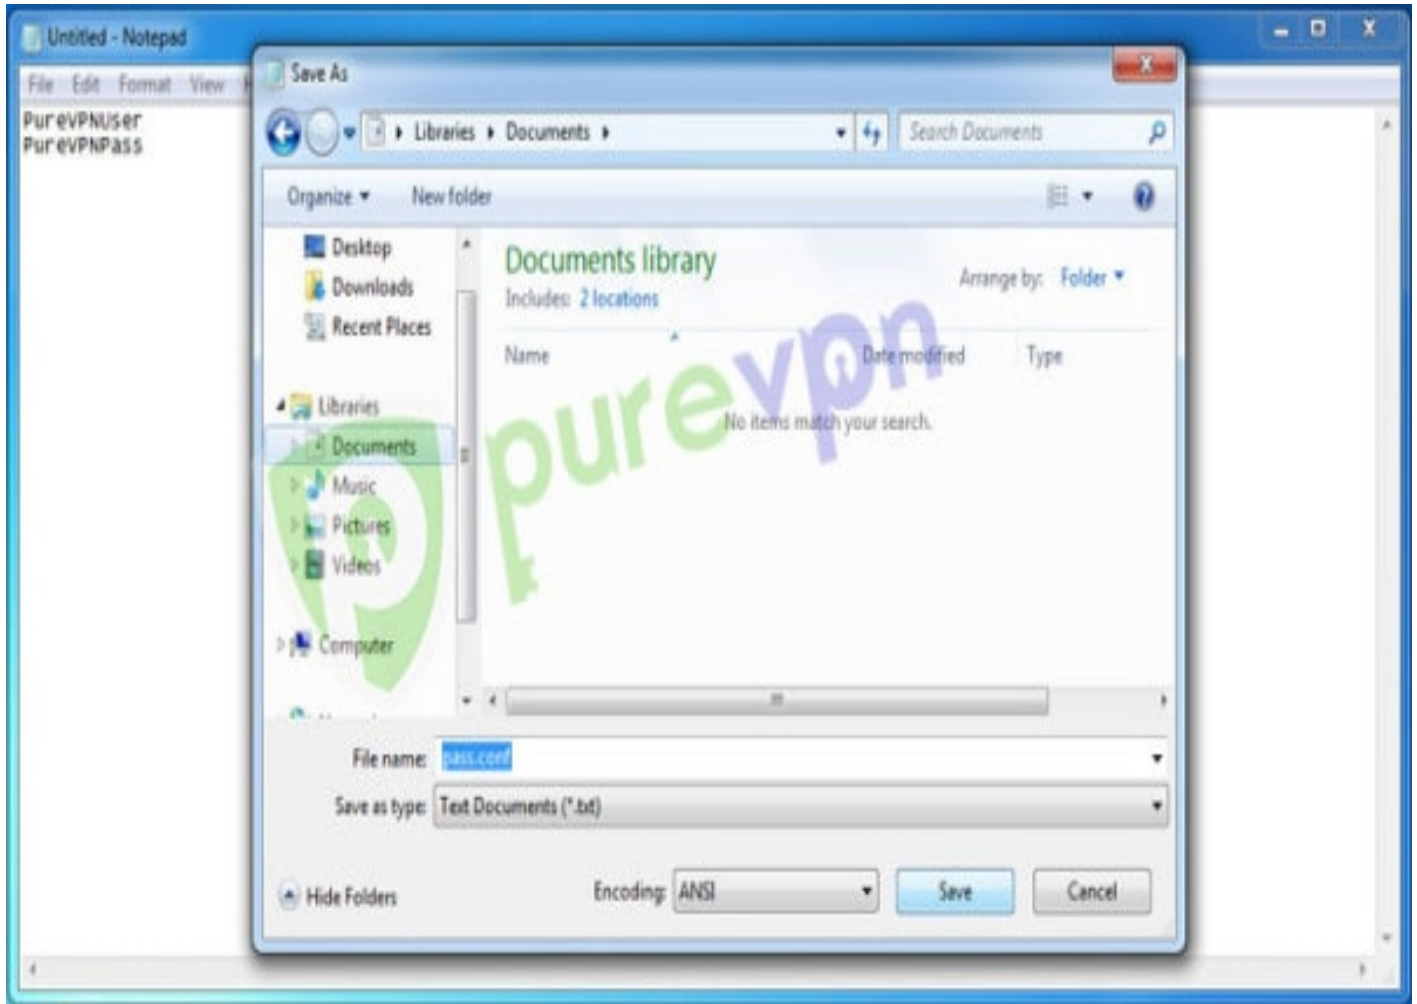 Untitled - Notepad
File Edit Format View
PureVPNUser
PureVPNPass
Save As
Libraries Documents
Search Documents
Organize New folder
Desktop
Downloads
Recent Places
Libraries
Documents
Music
Pictures
Videos
Computer
Documents library
Includes: 2 locations
Arrange by: Folder
Name Date modified Type
No items match your search.
purevpn
File name: pass.conf
Save as type: Text Documents (*.txt)
Hide Folders
Encoding: ANSI
Save
Cancel